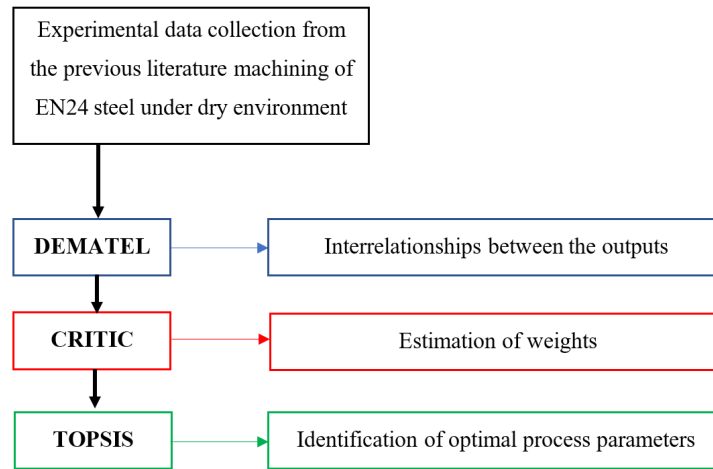 Experimental data collection from
the previous literature machining of
EN24 steel under dry environment
DEMATEL
Interrelationships between the outputs
CRITIC
Estimation of weights
TOPSIS
Identification of optimal process parameters